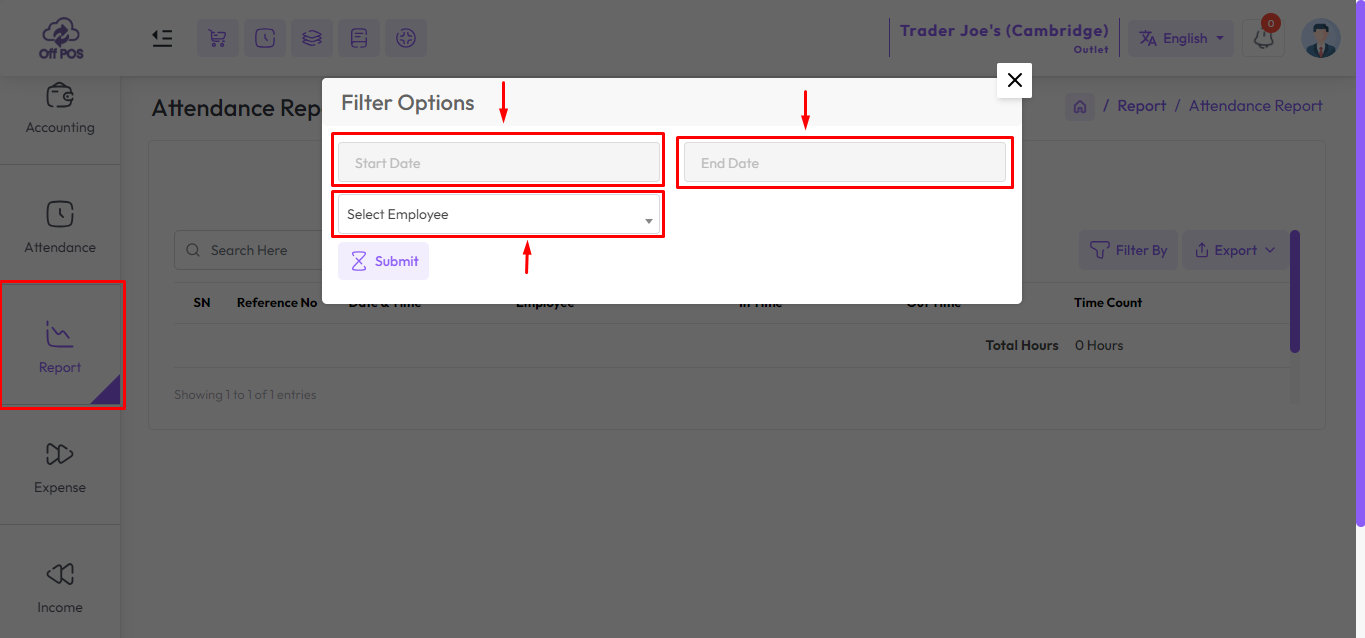 Off POS
Trader Joe's (Cambridge)
Outlet
English
0
Accounting
Attendance
Report
Expense
Income
Attendance Rep
Report / Attendance Report
Filter Options
Start Date
End Date
Select Employee
Submit
Search Here
Filter By
Export
SN Reference No Date & Time Employee In Time Out Time Time Count
Total Hours 0 Hours
Showing 1 to 1 of 1 entries